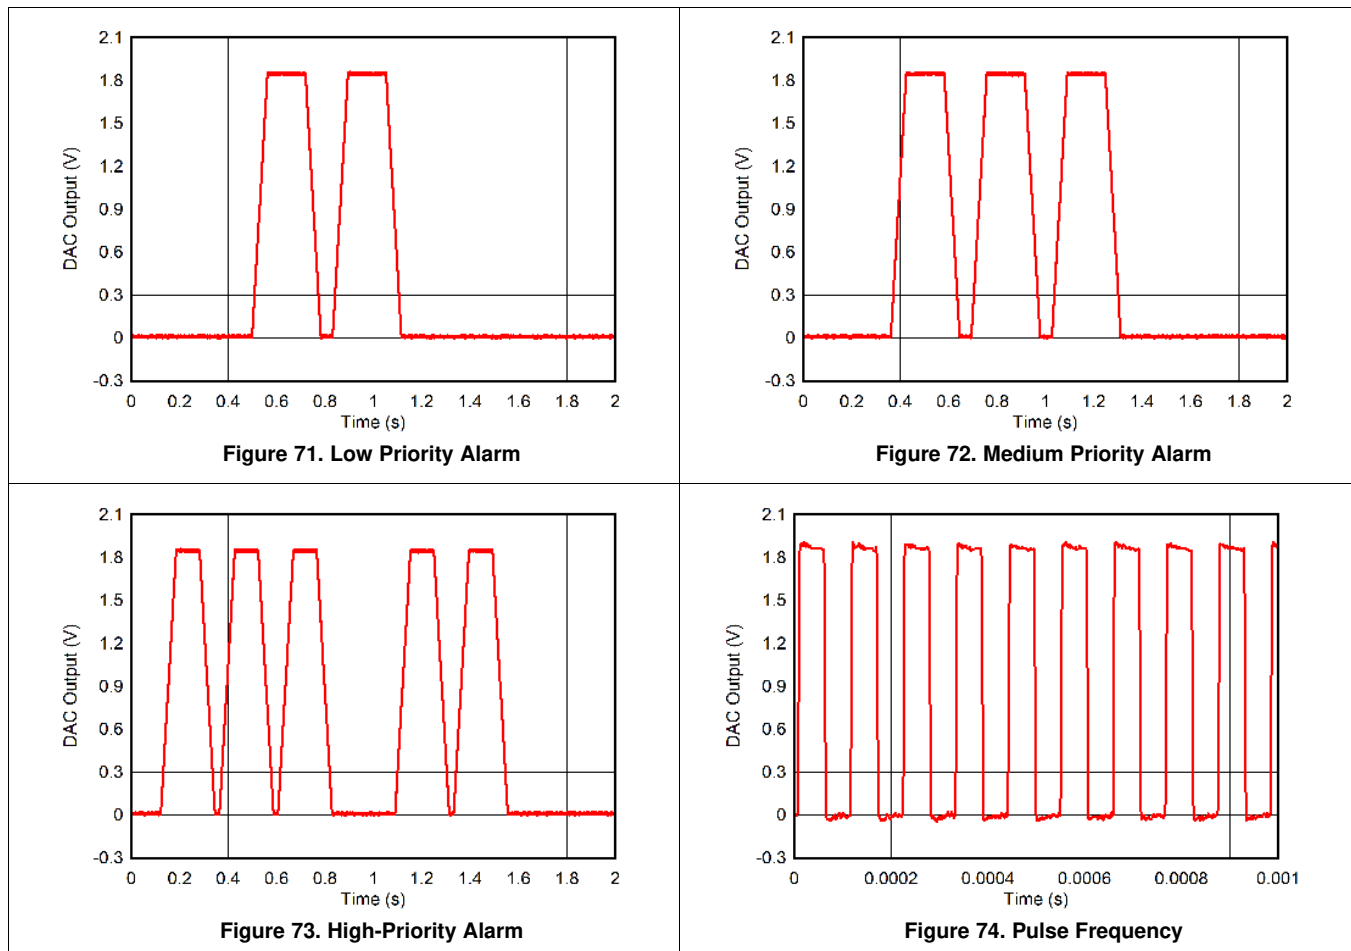 2.1
1.8
1.5
1.2
0.9
0.6
0.3
0
-0.3
DAC Output (V)
0 0.2 0.4 0.6 0.8 1 1.2 1.4 1.6 1.8 2
Time (s)
Figure 71. Low Priority Alarm
2.1
1.8
1.5
1.2
0.9
0.6
0.3
0
-0.3
DAC Output (V)
0 0.2 0.4 0.6 0.8 1 1.2 1.4 1.6 1.8 2
Time (s)
Figure 72. Medium Priority Alarm
2.1
1.8
1.5
1.2
0.9
0.6
0.3
0
-0.3
DAC Output (V)
0 0.2 0.4 0.6 0.8 1 1.2 1.4 1.6 1.8 2
Time (s)
Figure 73. High-Priority Alarm
2.1
1.8
1.5
1.2
0.9
0.6
0.3
0
-0.3
DAC Output (V)
0 0.0002 0.0004 0.0006 0.0008 0.001
Time (s)
Figure 74. Pulse Frequency